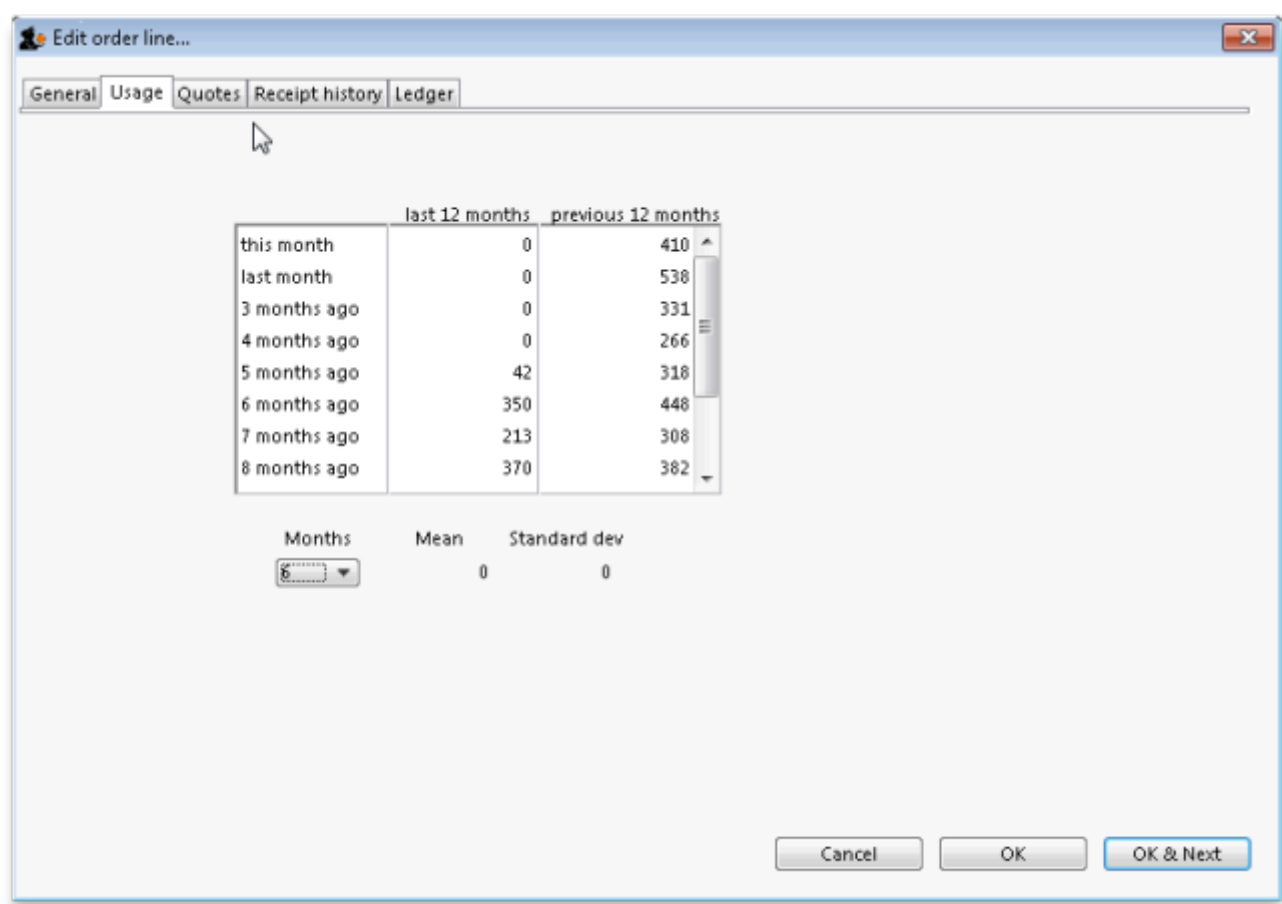 Edit order line...
General Usage Quotes Receipt history Ledger
last 12 months previous 12 months
this month 0 410
last month 0 538
3 months ago 0 331
4 months ago 0 266
5 months ago 42 318
6 months ago 350 448
7 months ago 213 308
8 months ago 370 382
Months Mean Standard dev
6 0 0
Cancel OK OK & Next